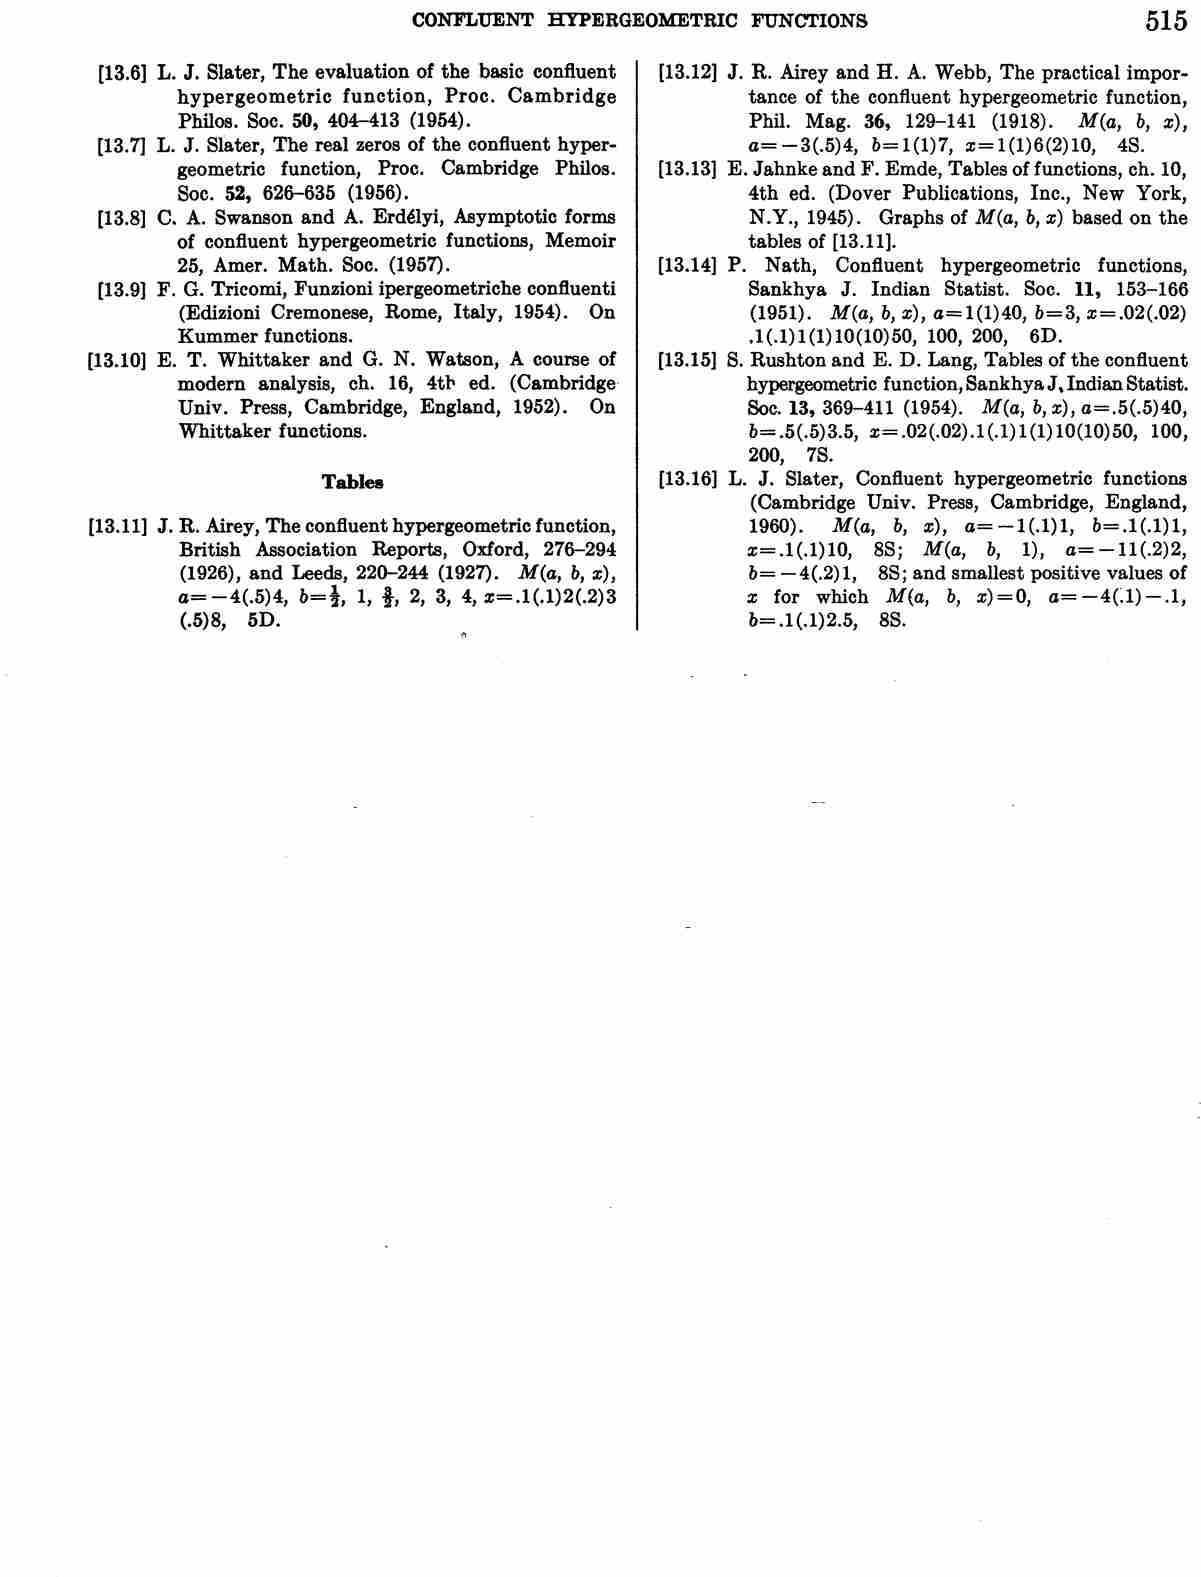 CONFLUENT HYPERGEOMETRIC FUNCTIONS 515
[13.6] L. J. Slater, The evaluation of the basic confluent
hypergeometric function, Proc. Cambridge
Philos. Soc. 50, 404–413 (1954).
[13.7] L. J. Slater, The real zeros of the confluent hyper-
geometric function, Proc. Cambridge Philos.
Soc. 52, 626–635 (1956).
[13.8] C. A. Swanson and A. Erdélyi, Asymptotic forms
of confluent hypergeometric functions, Memoir
25, Amer. Math. Soc. (1957).
[13.9] F. G. Tricomi, Funzioni ipergeometriche confluenti
(Edizioni Cremonese, Rome, Italy, 1954). On
Kummer functions.
[13.10] E. T. Whittaker and G. N. Watson, A course of
modern analysis, ch. 16, 4th ed. (Cambridge
Univ. Press, Cambridge, England, 1952). On
Whittaker functions.
Tables
[13.11] J. R. Airey, The confluent hypergeometric function,
British Association Reports, Oxford, 276–294
(1926), and Leeds, 220–244 (1927). M(a, b, x),
a=−4(.5)4, b=½, 1, 3/2, 2, 3, 4, x=.1(.1)2(.2)3
(.5)8, 5D.
[13.12] J. R. Airey and H. A. Webb, The practical impor-
tance of the confluent hypergeometric function,
Phil. Mag. 36, 129–141 (1918). M(a, b, x),
a=−3(.5)4, b=1(1)7, x=1(1)6(2)10, 4S.
[13.13] E. Jahnke and F. Emde, Tables of functions, ch. 10,
4th ed. (Dover Publications, Inc., New York,
N.Y., 1945). Graphs of M(a, b, x) based on the
tables of [13.11].
[13.14] P. Nath, Confluent hypergeometric functions,
Sankhya J. Indian Statist. Soc. 11, 153–166
(1951). M(a, b, x), a=1(1)40, b=3, x=.02(.02)
.1(.1)1(1)10(10)50, 100, 200, 6D.
[13.15] S. Rushton and E. D. Lang, Tables of the confluent
hypergeometric function, Sankhya J. Indian Statist.
Soc. 13, 369–411 (1954). M(a, b, x), a=.5(.5)40,
b=.5(.5)3.5, x=.02(.02).1(.1)1(1)10(10)50, 100,
200, 7S.
[13.16] L. J. Slater, Confluent hypergeometric functions
(Cambridge Univ. Press, Cambridge, England,
1960). M(a, b, x), a=−1(.1)1, b=.1(.1)1,
x=.1(.1)10, 8S; M(a, b, 1), a=−11(.2)2,
b=−4(.2)1, 8S; and smallest positive values of
x for which M(a, b, x)=0, a=−4(.1)−.1,
b=.1(.1)2.5, 8S.